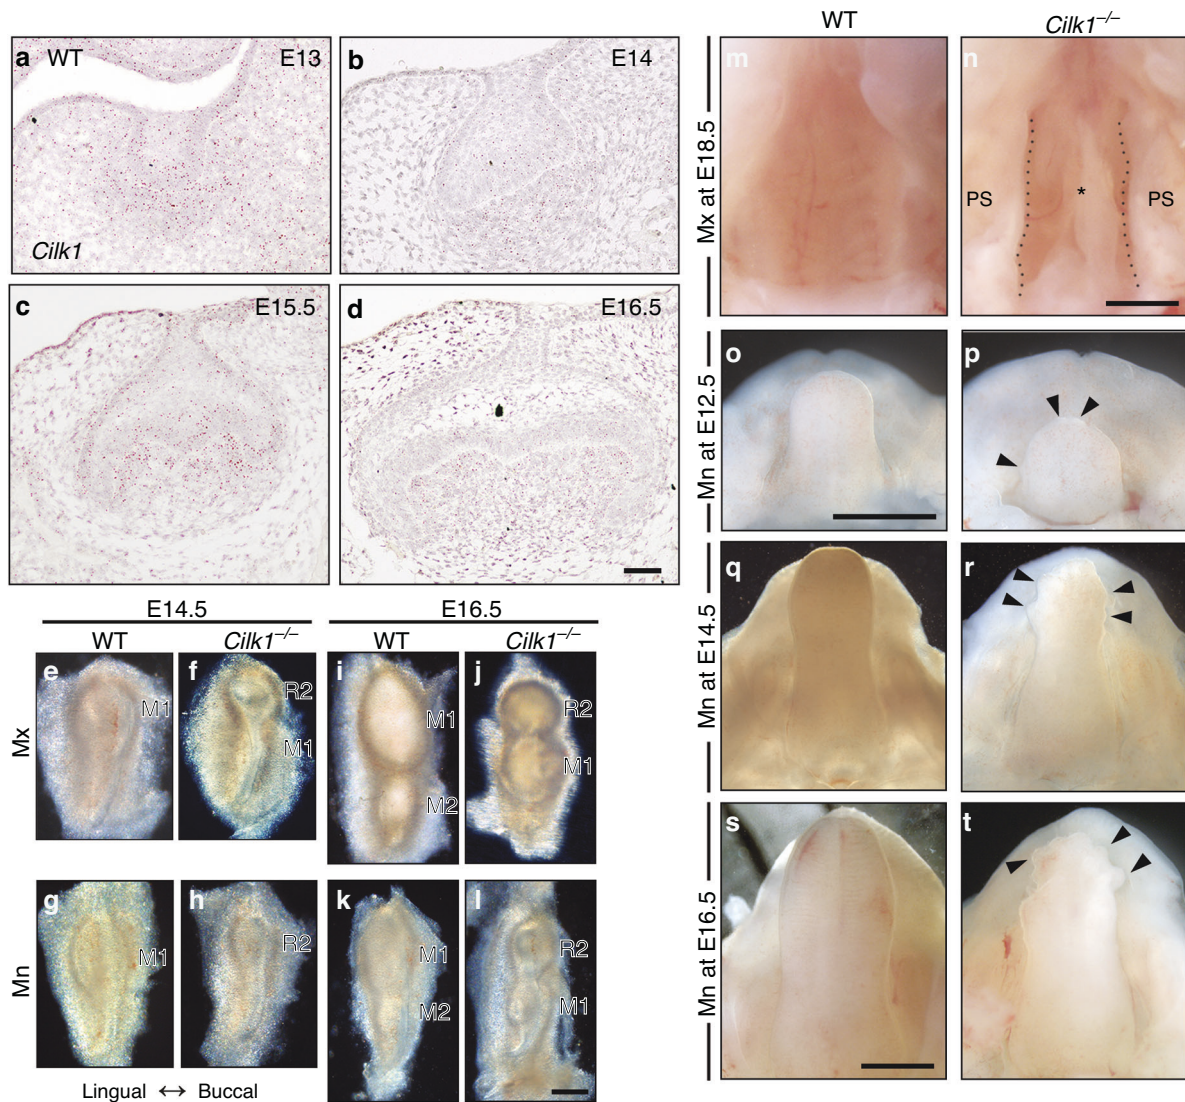 a WT E13
Cilk1
b E14
c E15.5
d E16.5
E14.5 E16.5
WT Cilk1–/– WT Cilk1–/–
Mx
e M1
f R2
M1
i M1
M2
j R2
M1
Mn
g M1
h R2
k M1
M2
l R2
M1
Lingual ↔ Buccal
WT Cilk1–/–
Mx at E18.5
m
n
PS * PS
Mn at E12.5
o
p
Mn at E14.5
q
r
Mn at E16.5
s
t